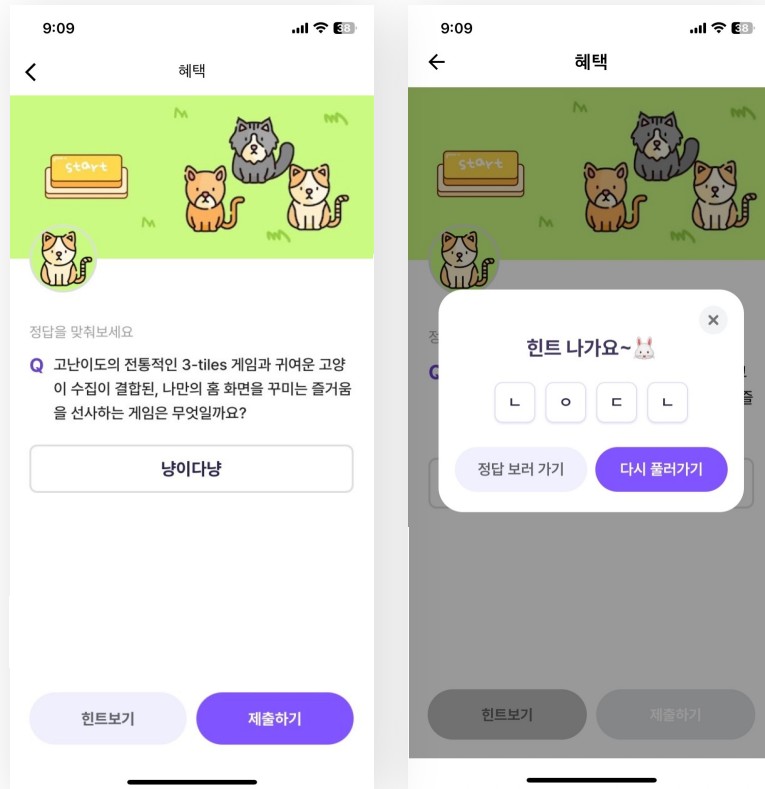 9:09
38
혜택
start
정답을 맞춰보세요
Q 고난이도의 전통적인 3-tiles 게임과 귀여운 고양
이 수집이 결합된, 나만의 홈 화면을 꾸미는 즐거움
을 선사하는 게임은 무엇일까요?
냥이다냥
힌트보기
제출하기
9:09
38
혜택
start
힌트 나가요~
ㄴ ㅇ ㄷ ㄴ
정답 보러 가기
다시 풀러가기
즐
힌트보기
제출하기